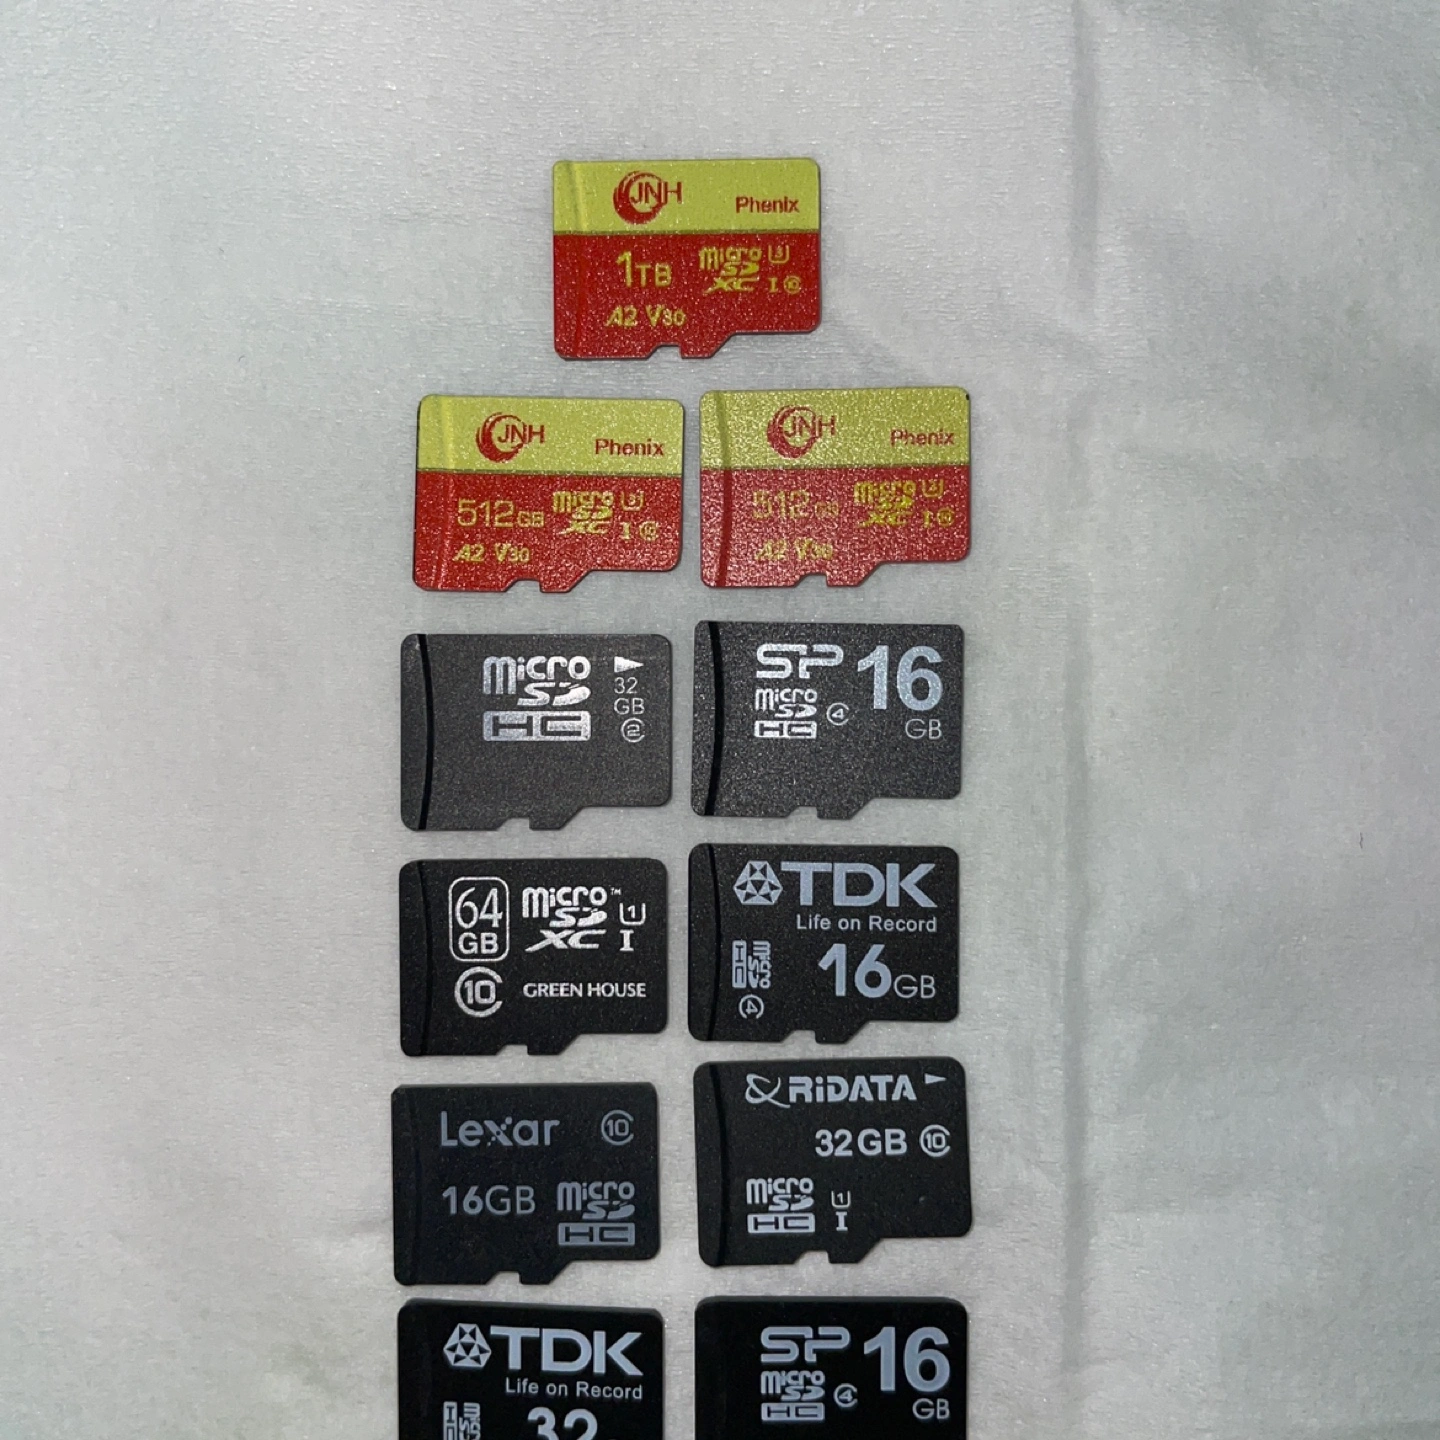 JNH Phenix
1TB micro SD XC U3 I 10
A2 V30
JNH Phenix
512GB micro SD XC U3 I 10
A2 V30
JNH Phenix
512GB micro SD XC U3 I 10
A2 V30
micro SD HC
32
GB
2
SP 16
micro SD HC 4 GB
64 GB micro™ SD XC 1 I
10 GREEN HOUSE
TDK
Life on Record
micro SD HC 4 16GB
Lexar 10
16GB micro SD HC
RiDATA
32GB 10
micro SD HC 1 I
TDK
Life on Record
32
SP 16
micro SD HC 4 GB